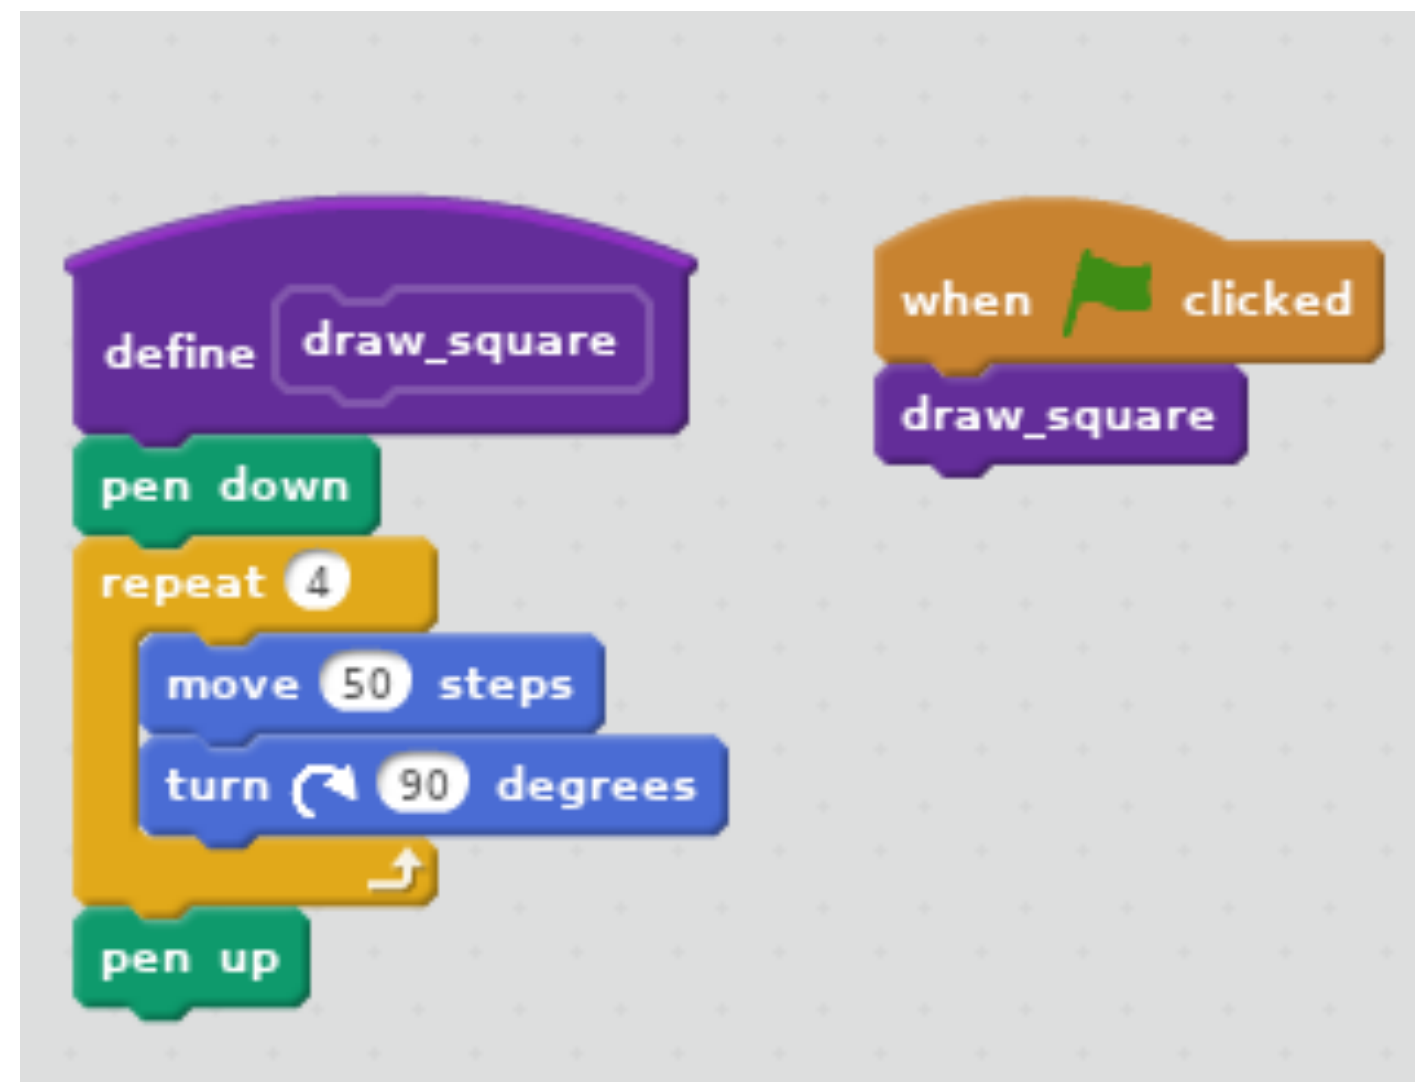 define draw_square
pen down
repeat 4
move 50 steps
turn 90 degrees
pen up
when clicked
draw_square